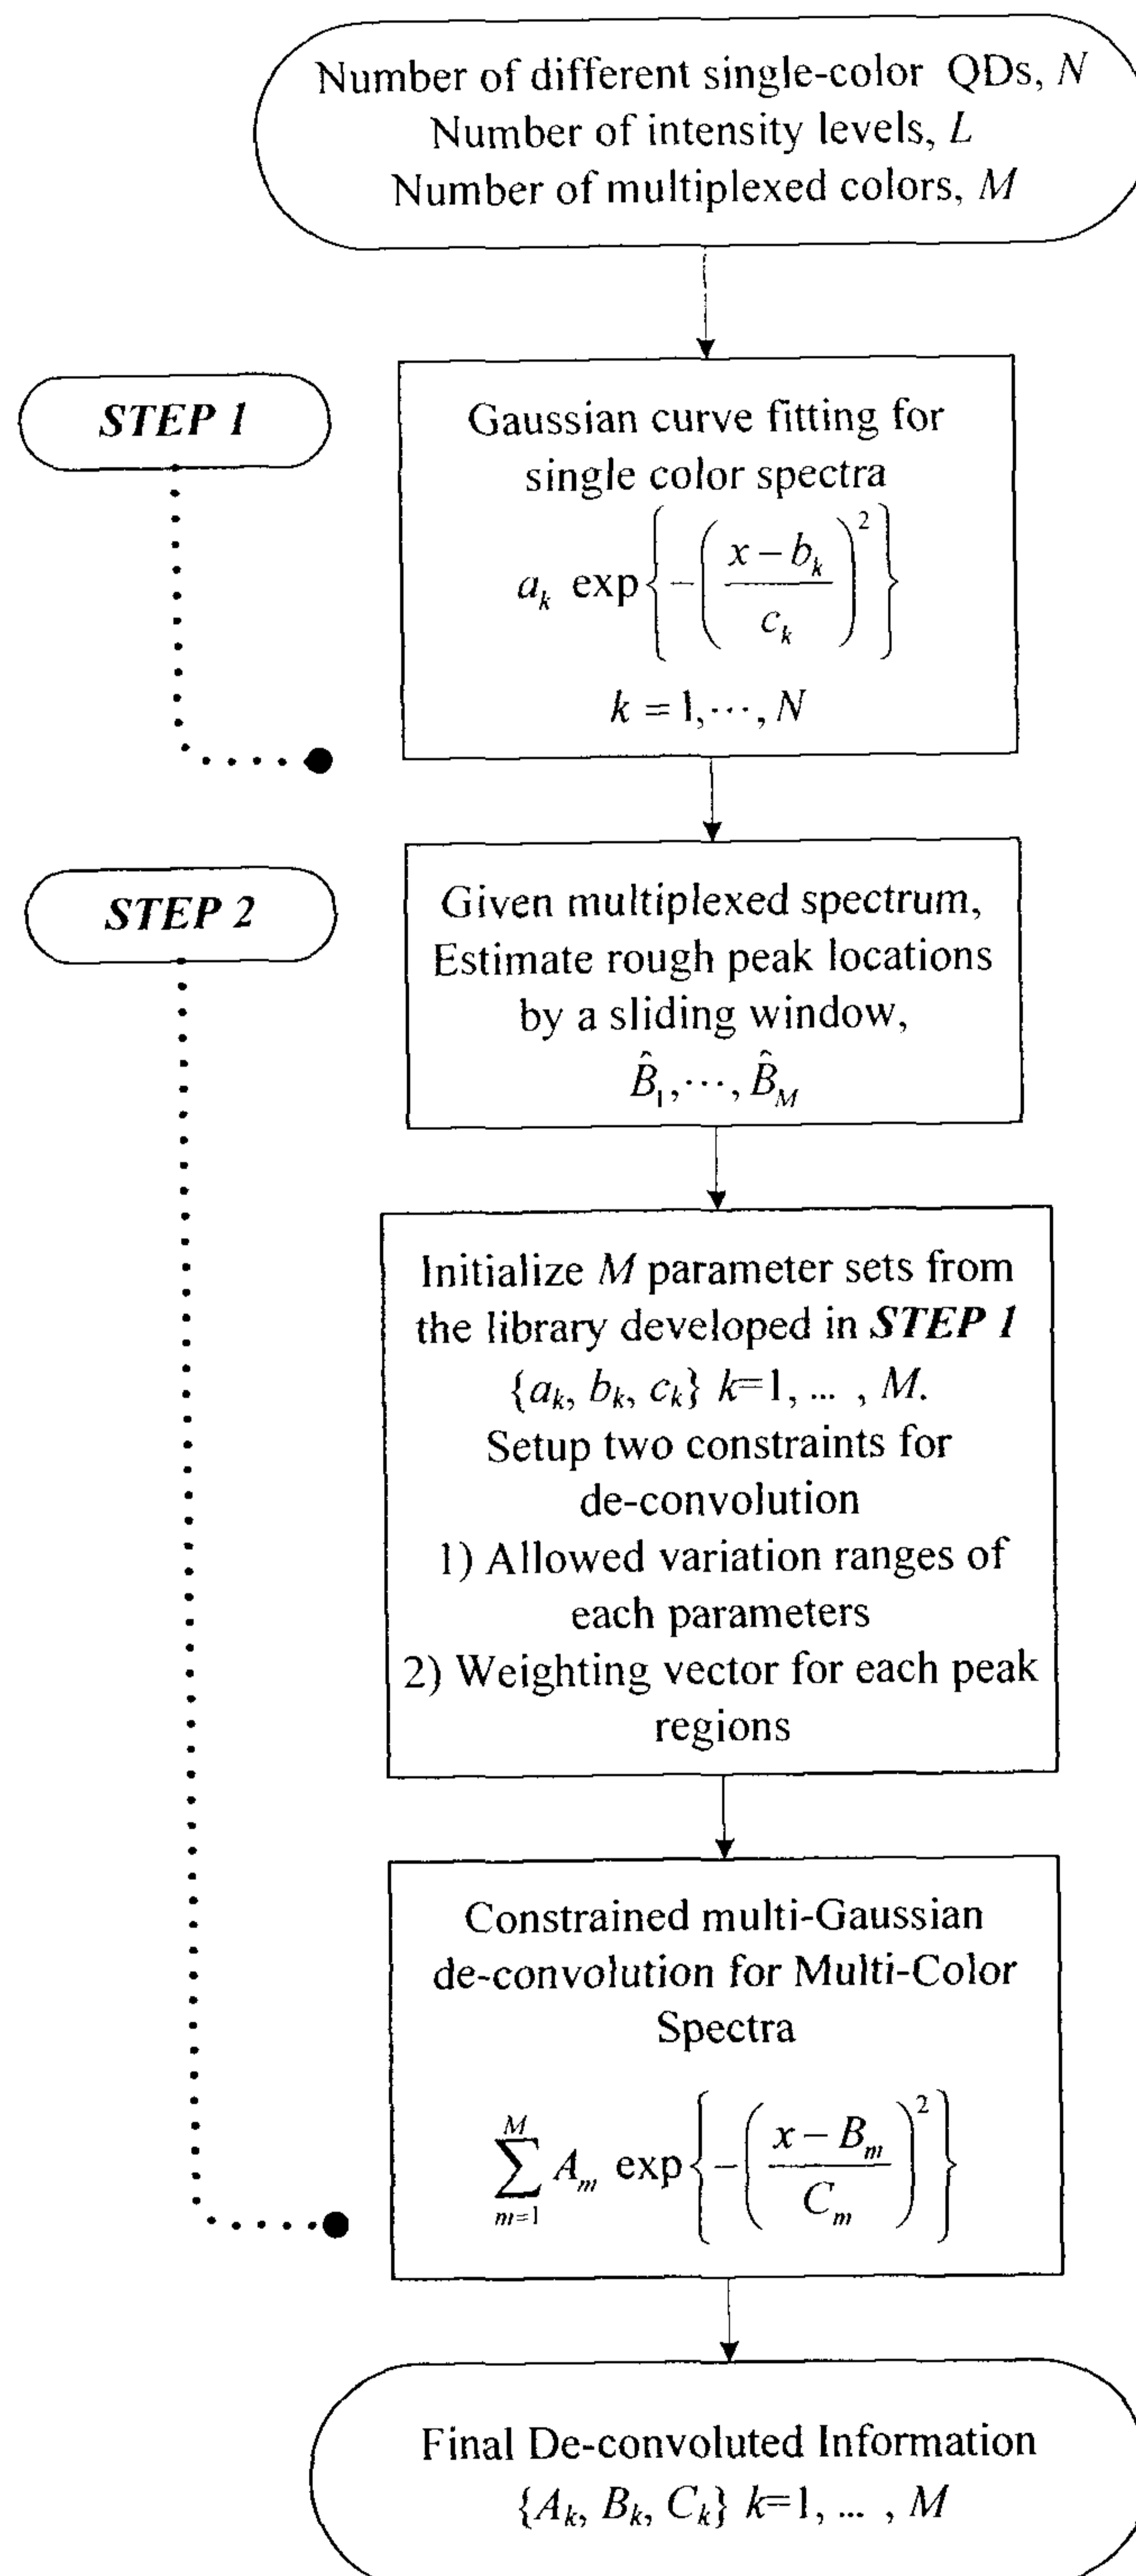 Number of different single-color QDs, N
Number of intensity levels, L
Number of multiplexed colors, M
STEP 1
Gaussian curve fitting for
single color spectra
a_k exp{-((x - b_k)/c_k)^2}
k = 1,⋯, N
STEP 2
Given multiplexed spectrum,
Estimate rough peak locations
by a sliding window,
B̂_1,⋯, B̂_M
Initialize M parameter sets from
the library developed in STEP 1
{a_k, b_k, c_k} k=1, ... , M.
Setup two constraints for
de-convolution
1) Allowed variation ranges of
each parameters
2) Weighting vector for each peak
regions
Constrained multi-Gaussian
de-convolution for Multi-Color
Spectra
∑_{m=1}^{M} A_m exp{-((x - B_m)/C_m)^2}
Final De-convoluted Information
{A_k, B_k, C_k} k=1, ... , M